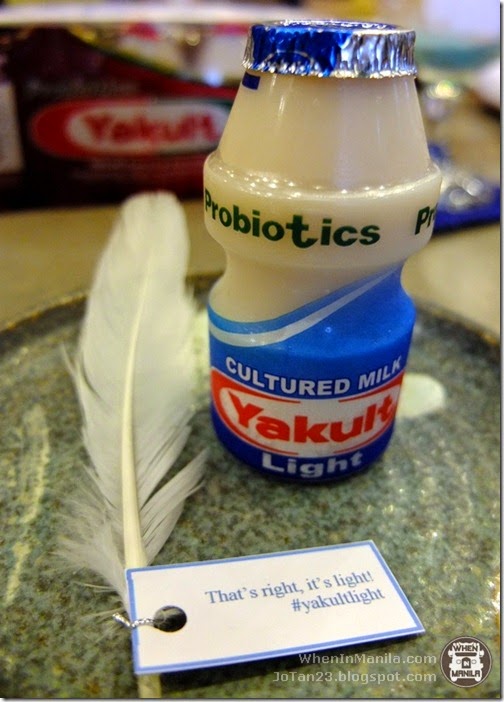 Yakult
Probiotics
CULTURED MILK
Yakult
Light
That's right, it's light!
#yakultlight
WhenInManila.com
JoTan23.blogspot.com
WHEN
IN
MANILA